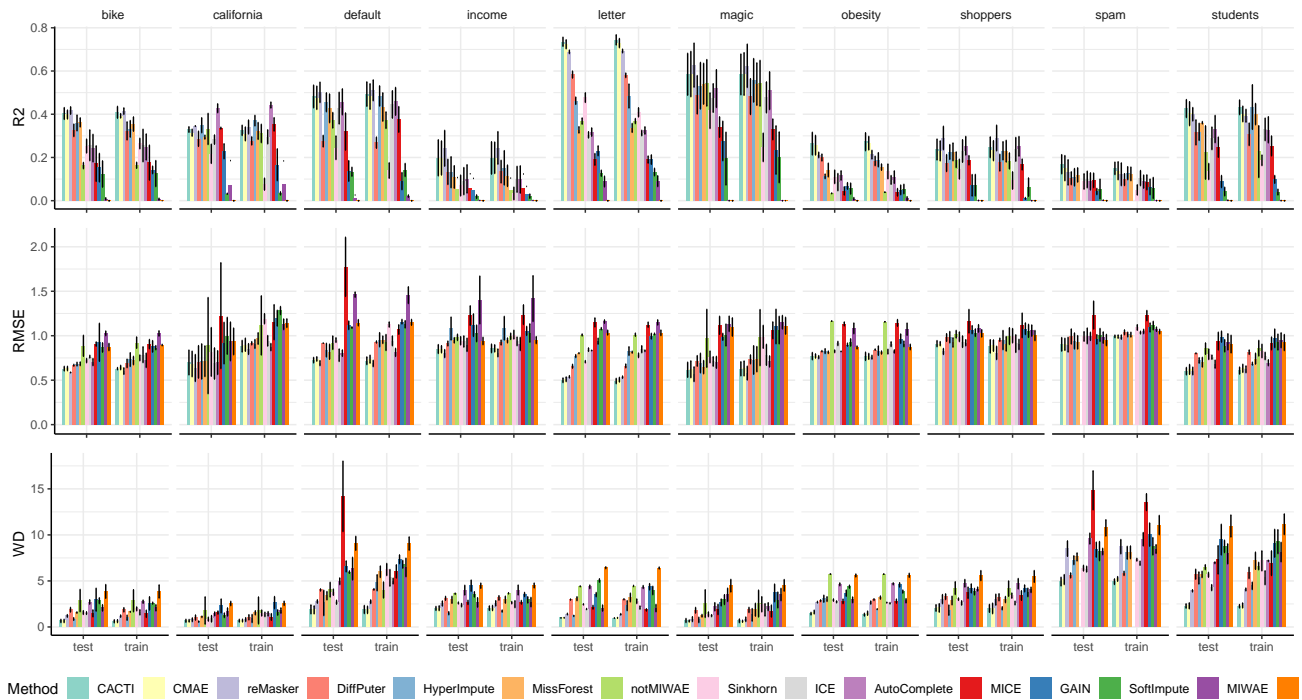 bike california default income letter magic obesity shoppers spam students
0.8
0.6
0.4
0.2
0.0
R2
2.0
1.5
1.0
0.5
0.0
RMSE
15
10
5
0
WD
test train test train test train test train test train test train test train test train test train test train
Method CACTI CMAE reMasker DiffPuter HyperImpute MissForest notMIWAE Sinkhorn ICE AutoComplete MICE GAIN SoftImpute MIWAE